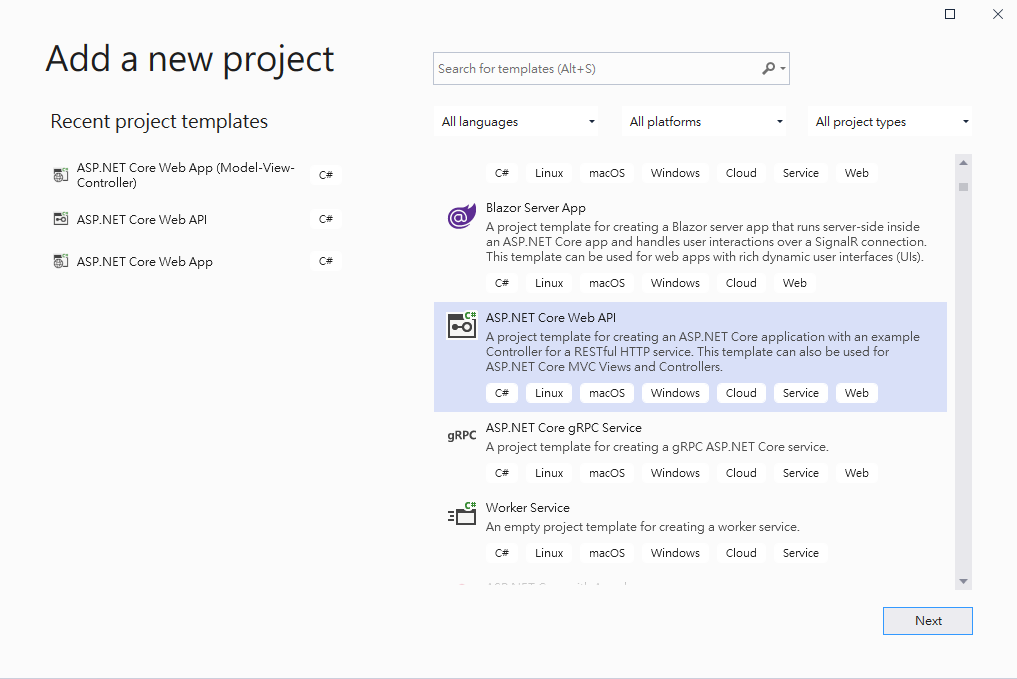 Add a new project
Search for templates (Alt+S)
Recent project templates
All languages
All platforms
All project types
ASP.NET Core Web App (Model-View-
Controller)
C#
ASP.NET Core Web API
C#
ASP.NET Core Web App
C#
C# Linux macOS Windows Cloud Service Web
Blazor Server App
A project template for creating a Blazor server app that runs server-side inside
an ASP.NET Core app and handles user interactions over a SignalR connection.
This template can be used for web apps with rich dynamic user interfaces (UIs).
C# Linux macOS Windows Cloud Web
C#
ASP.NET Core Web API
A project template for creating an ASP.NET Core application with an example
Controller for a RESTful HTTP service. This template can also be used for
ASP.NET Core MVC Views and Controllers.
C# Linux macOS Windows Cloud Service Web
gRPC
ASP.NET Core gRPC Service
A project template for creating a gRPC ASP.NET Core service.
C# Linux macOS Windows Cloud Service Web
C#
Worker Service
An empty project template for creating a worker service.
C# Linux macOS Windows Cloud Service
Next